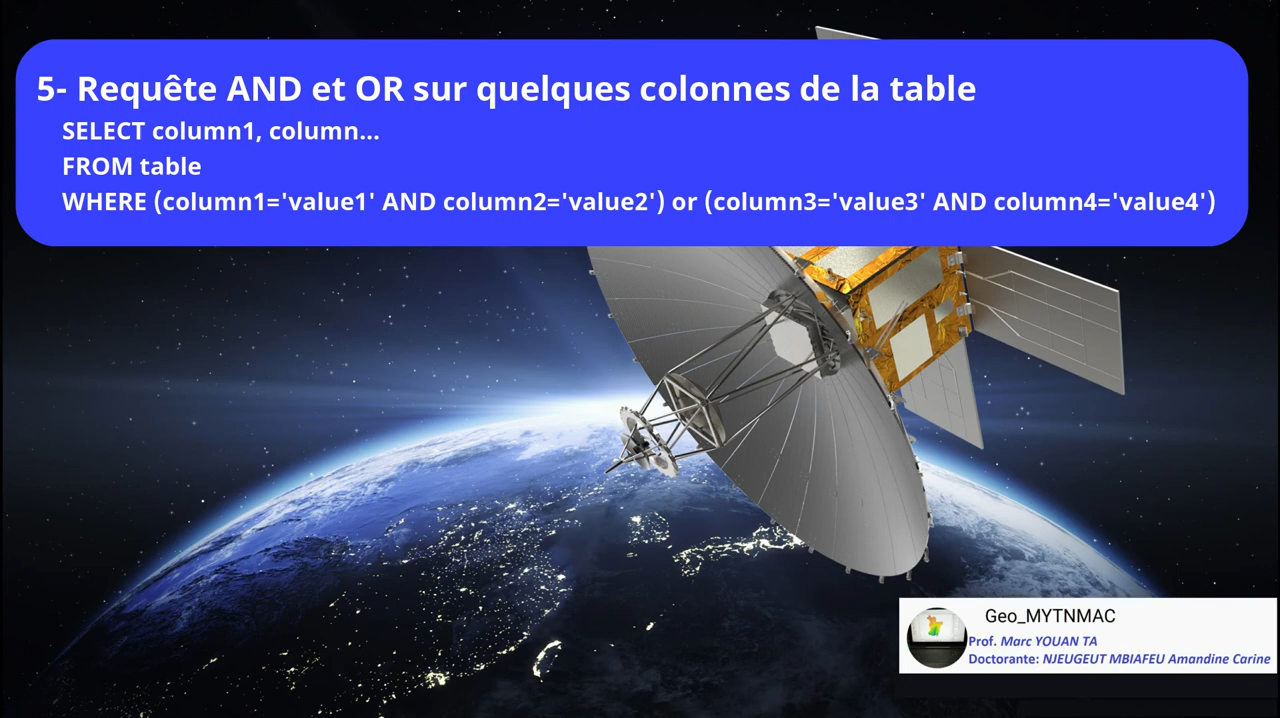 5- Requête AND et OR sur quelques colonnes de la table
SELECT column1, column...
FROM table
WHERE (column1='value1' AND column2='value2') or (column3='value3' AND column4='value4')
Geo_MYTNMAC
Prof. Marc YOUAN TA
Doctorante: NJEUGEUT MBIAFEU Amandine Carine